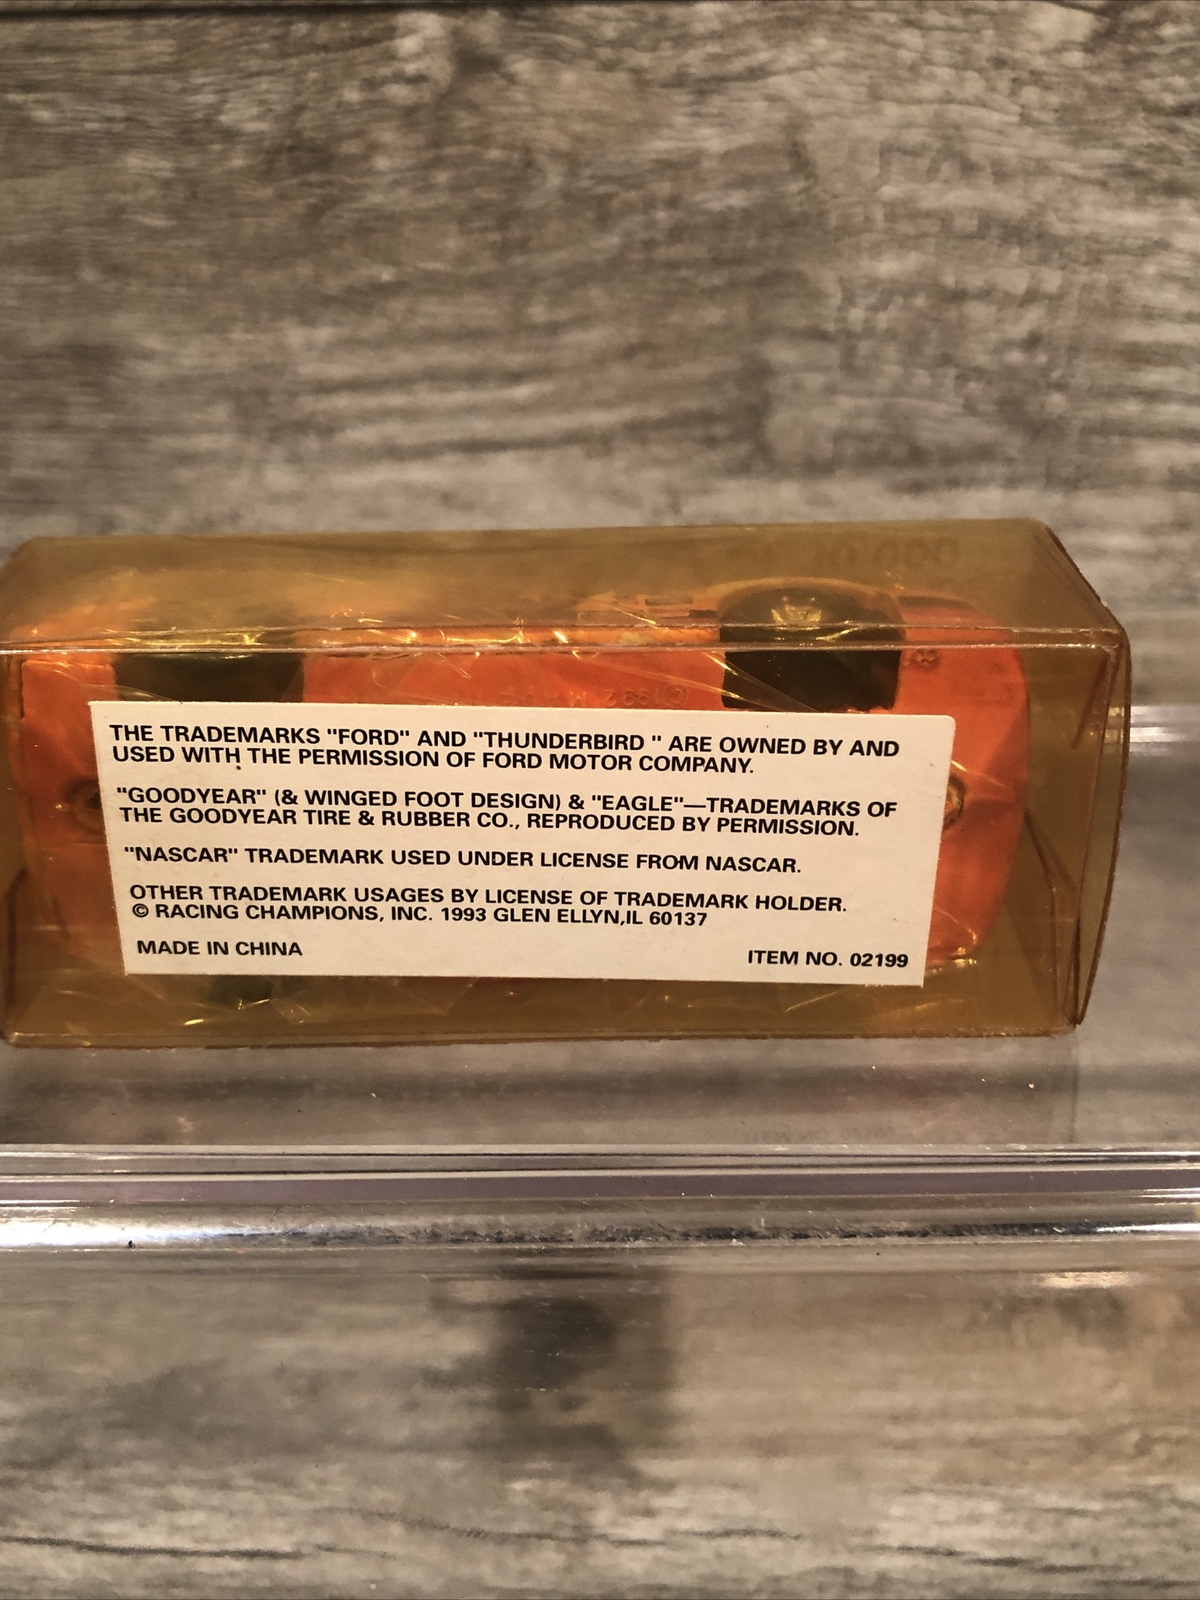 20,000
©1992
THE TRADEMARKS "FORD" AND "THUNDERBIRD " ARE OWNED BY AND
USED WITH THE PERMISSION OF FORD MOTOR COMPANY.
"GOODYEAR" (& WINGED FOOT DESIGN) & "EAGLE"—TRADEMARKS OF
THE GOODYEAR TIRE & RUBBER CO., REPRODUCED BY PERMISSION.
"NASCAR" TRADEMARK USED UNDER LICENSE FROM NASCAR.
OTHER TRADEMARK USAGES BY LICENSE OF TRADEMARK HOLDER.
© RACING CHAMPIONS, INC. 1993 GLEN ELLYN,IL 60137
MADE IN CHINA
ITEM NO. 02199